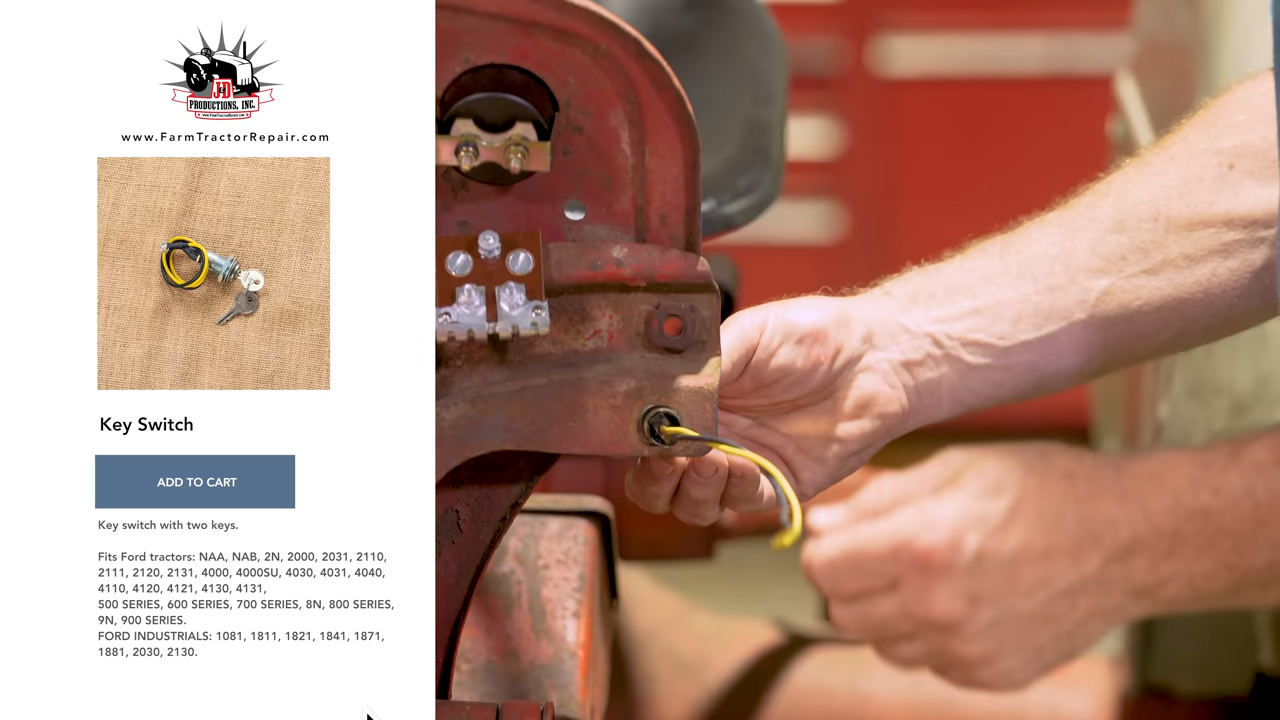 J&D
PRODUCTIONS, INC.
www.FarmTractorRepair.com
www.FarmTractorRepair.com
Key Switch
ADD TO CART
Key switch with two keys.
Fits Ford tractors: NAA, NAB, 2N, 2000, 2031, 2110,
2111, 2120, 2131, 4000, 4000SU, 4030, 4031, 4040,
4110, 4120, 4121, 4130, 4131,
500 SERIES, 600 SERIES, 700 SERIES, 8N, 800 SERIES,
9N, 900 SERIES.
FORD INDUSTRIALS: 1081, 1811, 1821, 1841, 1871,
1881, 2030, 2130.